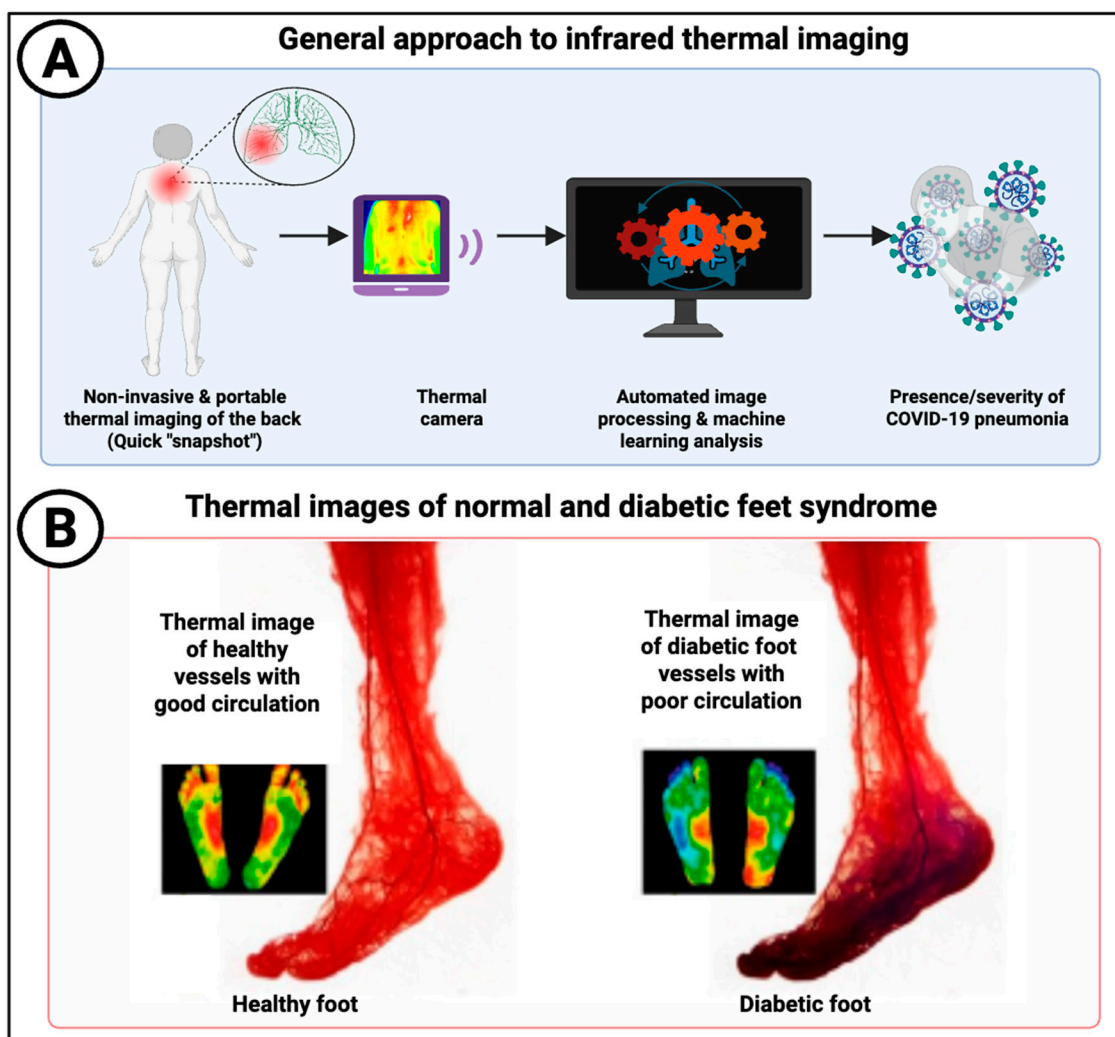 A
General approach to infrared thermal imaging
Non-invasive & portable
thermal imaging of the back
(Quick "snapshot")
Thermal
camera
Automated image
processing & machine
learning analysis
Presence/severity of
COVID-19 pneumonia
B
Thermal images of normal and diabetic feet syndrome
Thermal image
of healthy
vessels with
good circulation
Healthy foot
Thermal image
of diabetic foot
vessels with
poor circulation
Diabetic foot